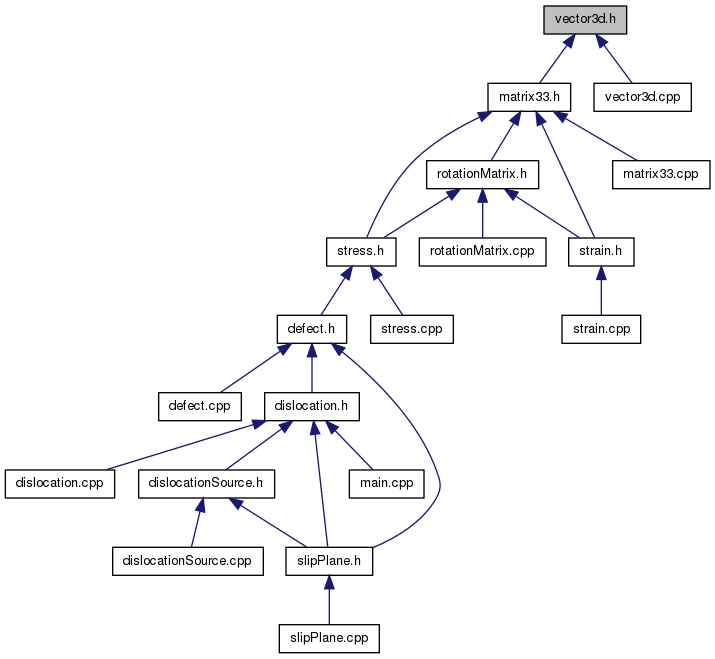 vector3d.h
matrix33.h
vector3d.cpp
rotationMatrix.h
matrix33.cpp
stress.h
rotationMatrix.cpp
strain.h
defect.h
stress.cpp
strain.cpp
defect.cpp
dislocation.h
dislocation.cpp
dislocationSource.h
main.cpp
dislocationSource.cpp
slipPlane.h
slipPlane.cpp